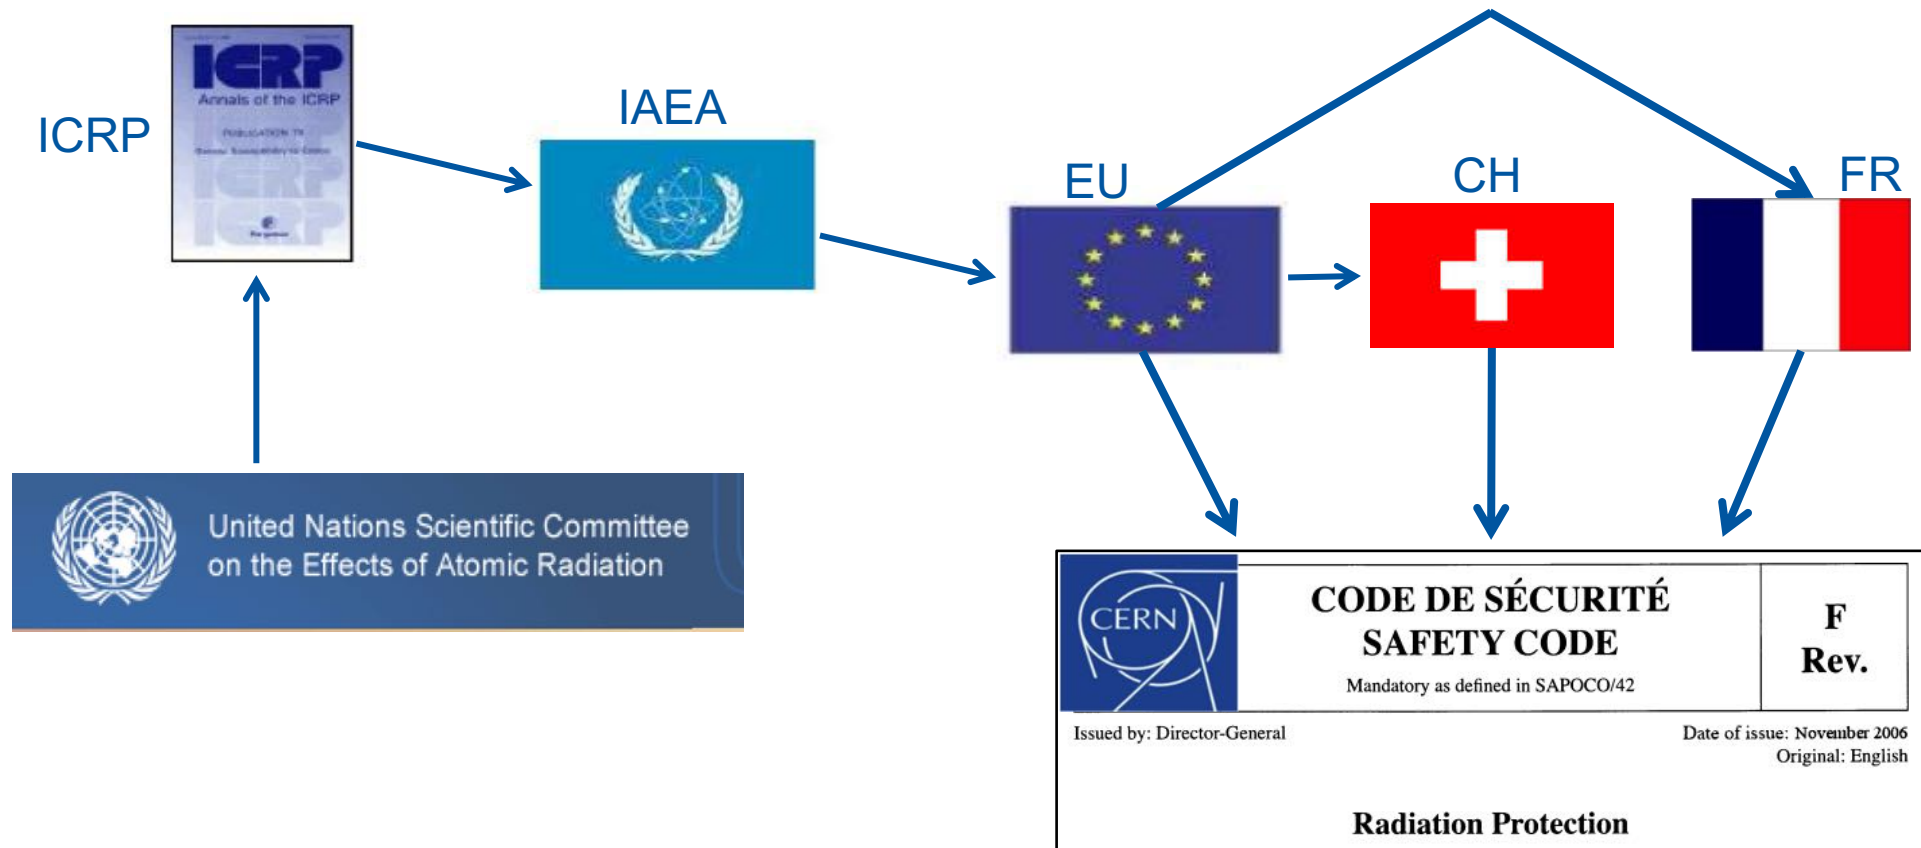 ICRP
ICRP
Annals of the ICRP
ICRP
ICRP
IAEA
EU
CH
FR
United Nations Scientific Committee
on the Effects of Atomic Radiation
CERN
CODE DE SÉCURITÉ
SAFETY CODE
Mandatory as defined in SAPOCO/42
F
Rev.
Issued by: Director-General
Date of issue: November 2006
Original: English
Radiation Protection